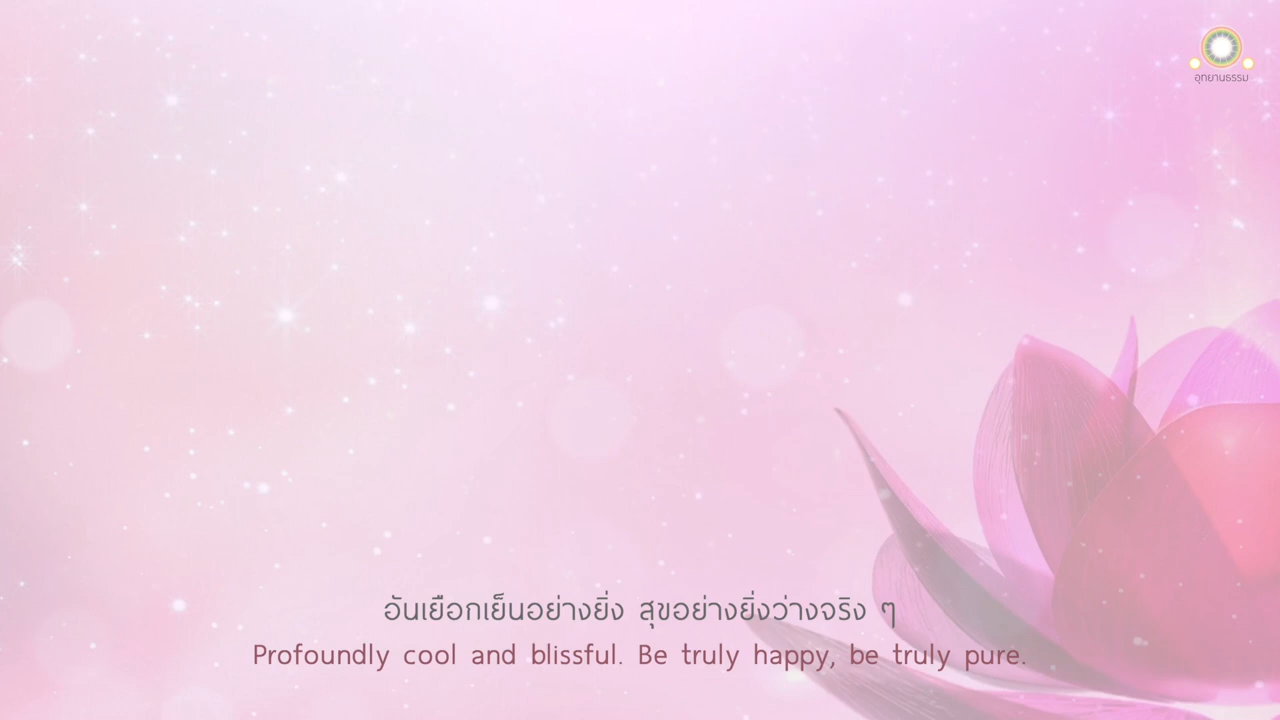 อุทยานธรรม
อันเยือกเย็นอย่างยิ่ง สุขอย่างยิ่งว่างจริง ๆ
Profoundly cool and blissful. Be truly happy, be truly pure.